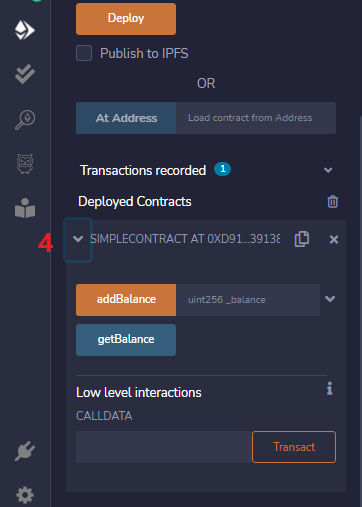 Deploy
Publish to IPFS
OR
At Address Load contract from Address
Transactions recorded 1
Deployed Contracts
4 SIMPLECONTRACT AT 0XD91...39138
addBalance uint256 _balance
getBalance
Low level interactions
CALLDATA
Transact